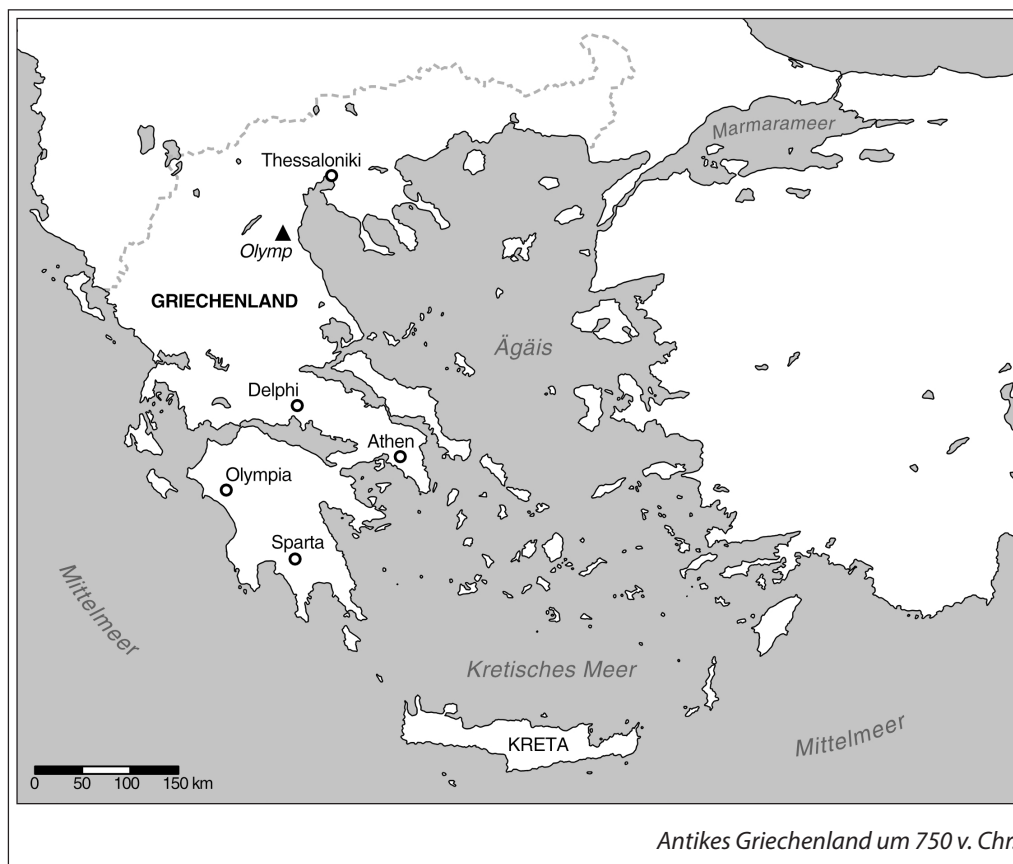 Marmarameer
Thessaloniki
Olymp
GRIECHENLAND
Ägäis
Delphi
Athen
Olympia
Sparta
Mittelmeer
Kretisches Meer
KRETA
Mittelmeer
0 50 100 150 km
Antikes Griechenland um 750 v. Chr.